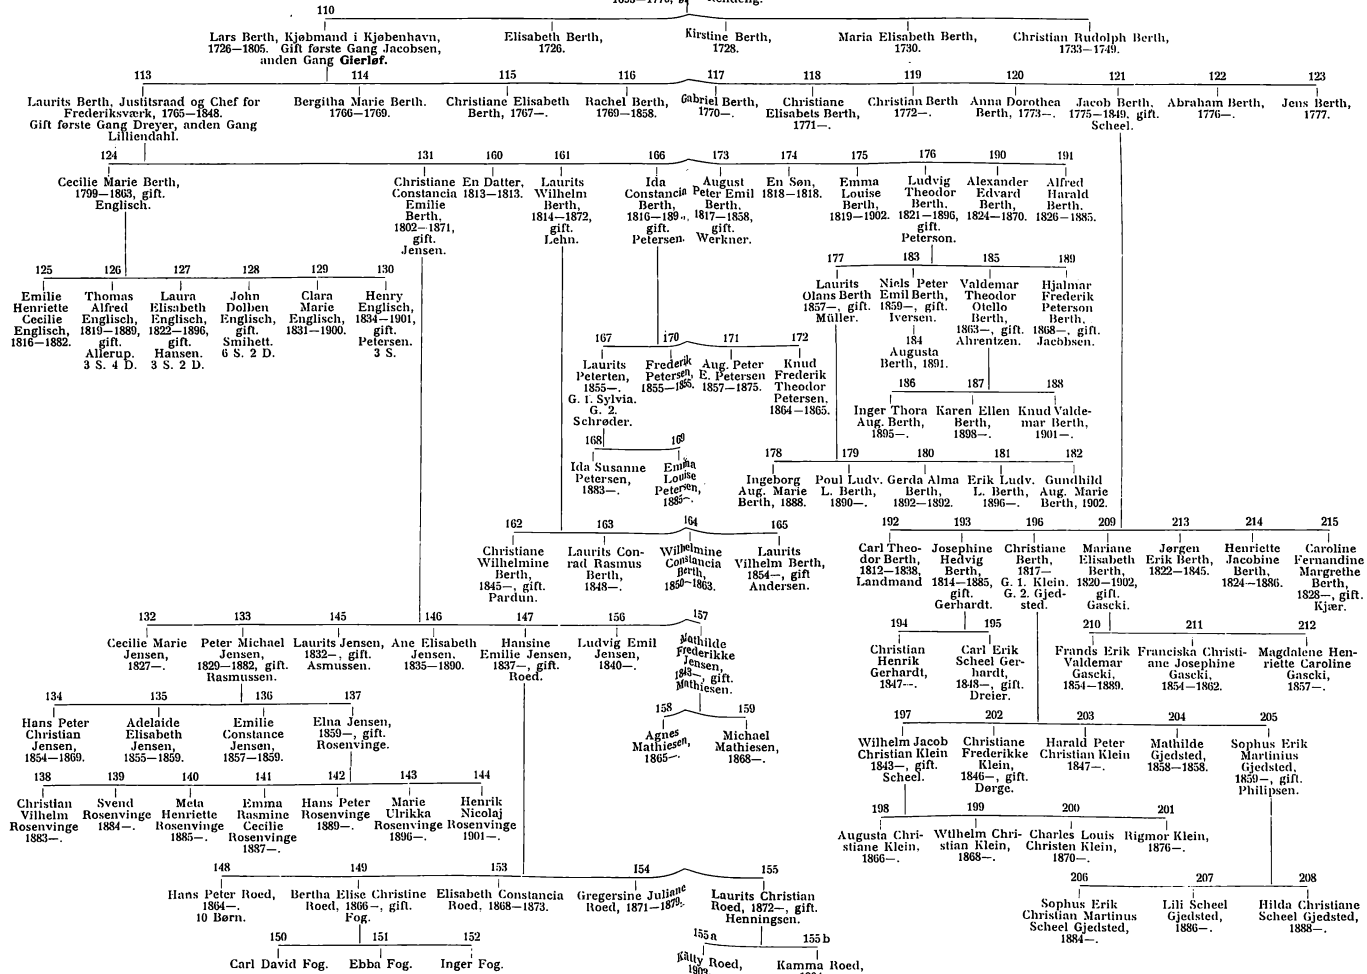 110
Lars Berth, Kjøbmand i Kjøbenhavn,
1726—1805. Gift første Gang Jacobsen,
anden Gang Gierløf.
Elisabeth Berth,
1726.
Kirstine Berth,
1728.
Maria Elisabeth Berth,
1730.
Christian Rudolph Berth,
1733—1749.
113
Laurits Berth, Justitsraad og Chef for
Frederiksværk, 1765—1848.
Gift første Gang Dreyer, anden Gang
Lilliendahl.
114
Bergitha Marie Berth.
1766—1769.
115
Christiane Elisabeth
Berth, 1767—.
116
Rachel Berth,
1769—1858.
117
Gabriel Berth,
1770—.
118
Christiane
Elisabets Berth,
1771—.
119
Christian Berth
1772—.
120
Anna Dorothea
Berth, 1773—.
121
Jacob Berth,
1775—1849, gift.
Scheel.
122
Abraham Berth,
1776—.
123
Jens Berth,
1777.
124
Cecilie Marie Berth,
1799—1863, gift.
Englisch.
131
Christiane
Constancia
Emilie
Berth,
1802—1871,
gift.
Jensen.
160
En Datter,
1813—1813.
161
Laurits
Wilhelm
Berth,
1814—1872,
gift.
Lehn.
166
Ida
Constancia
Berth,
gift.
Petersen.
173
August
Peter Emil
Berth,
1817—1858,
gift.
Werkner.
174
En Søn,
1818—1818.
175
Emma
Louise
Berth,
1819—1902.
176
Ludvig
Theodor
Berth,
1821—1896,
gift.
Peterson.
190
Alexander
Edvard
Berth,
1824—1870.
191
Alfred
Harald
Berth.
1826—1885.
125
Emilie
Henriette
Cecilie
Englisch,
1816—1882.
126
Thomas
Alfred
Englisch,
1819—1889,
gift.
Allerup.
3 S. 4 D.
127
Laura
Elisabeth
Englisch,
1822—1896,
gift.
Hansen.
3 S. 2 D.
128
John
Dolben
Englisch,
gift.
Smihett.
6 S. 2 D.
129
Clara
Marie
Englisch,
1831—1900.
130
Henry
Englisch,
1834—1901,
gift.
Petersen.
3 S.
177
Laurits
Olans Berth
1857—, gift.
Müller.
183
Niels Peter
Emil Berth,
1859—, gift.
Iversen.
184
Augusta
Berth, 1891.
185
Valdemar
Theodor
Otello
Berth,
1863—, gift.
Ahrentzen.
189
Hjalmar
Frederik
Peterson
Berth,
1868—, gift.
Jacobsen.
167
Laurits
Peterten,
1855—.
G. 1. Sylvia.
G. 2.
Schrøder.
170
Frederik
Petersen,
1855—1855.
171
Aug. Peter
E. Petersen
1857—1875.
172
Knud
Frederik
Theodor
Petersen.
1864—1865.
186
Inger Thora
Aug. Berth,
1895—.
187
Karen Ellen
Berth,
1898—.
188
Knud Valde-
mar Berth,
1901—.
168
Ida Susanne
Petersen,
1883—.
169
Emma
Louise
Petersen,
1885—.
178
Ingeborg
Aug. Marie
Berth, 1888.
179
Poul Ludv.
L. Berth,
1890—.
180
Gerda Alma
Berth,
1892—1892.
181
Erik Ludv.
L. Berth,
1896—.
182
Gundhild
Aug. Marie
Berth, 1902.
162
Christiane
Wilhelmine
Berth,
1845—, gift.
Pardun.
163
Laurits Con-
rad Rasmus
Berth,
1848—.
164
Wilhelmine
Constancia
Berth,
1850—1863.
165
Laurits
Vilhelm Berth,
1854—, gift
Andersen.
192
Carl Theo-
dor Berth,
1812—1838,
Landmand
193
Josephine
Hedvig
Berth,
1814—1885,
gift.
Gerhardt.
196
Christiane
Berth,
1817—
G. 1. Klein.
G. 2. Gjed-
sted.
209
Mariane
Elisabeth
Berth,
1820—1902,
gift.
Gascki.
213
Jørgen
Erik Berth,
1822—1845.
214
Henriette
Jacobine
Berth,
1824—1886.
215
Caroline
Fernandine
Margrethe
Berth,
1828—, gift.
Kjær.
132
Cecilie Marie
Jensen,
1827—.
133
Peter Michael
Jensen,
1829—1882, gift.
Rasmussen.
145
Laurits Jensen,
1832—, gift.
Asmussen.
146
Ane Elisabeth
Jensen.
1835—1890.
147
Hansine
Emilie Jensen,
1837—, gift.
Roed.
156
Ludvig Emil
Jensen,
1840—.
157
Mathilde
Frederikke
Jensen,
1843—, gift.
Mathiesen.
194
Christian
Henrik
Gerhardt,
1847—.
195
Carl Erik
Scheel Ger-
hardt,
1848—, gift.
Dreier.
210
Frands Erik
Valdemar
Gascki,
1854—1889.
211
Franciska Christi-
ane Josephine
Gascki,
1854—1862.
212
Magdalene Hen-
riette Caroline
Gascki,
1857—.
134
Hans Peter
Christian
Jensen,
1854—1869.
135
Adelaide
Elisabeth
Jensen,
1855—1859.
136
Emilie
Constance
Jensen,
1857—1859.
137
Elna Jensen,
1859—, gift.
Rosenvinge.
158
Agnes
Mathiesen,
1865—.
159
Michael
Mathiesen,
1868—.
197
Wilhelm Jacob
Christian Klein
1843—, gift.
Scheel.
202
Christiane
Frederikke
Klein,
1846—, gift.
Dørge.
203
Harald Peter
Christian Klein
1847—.
204
Mathilde
Gjedsted,
1858—1858.
205
Sophus Erik
Martinius
Gjedsted,
1859—, gift.
Philipsen.
138
Christian
Vilhelm
Rosenvinge
1883—.
139
Svend
Rosenvinge
1884—.
140
Meta
Henriette
Rosenvinge
1885—.
141
Emma
Rasmine
Cecilie
Rosenvinge
1887—.
142
Hans Peter
Rosenvinge
1889—.
143
Marie
Ulrikka
Rosenvinge
1896—.
144
Henrik
Nicolaj
Rosenvinge
1901—.
198
Augusta Chri-
stiane Klein,
1866—.
199
Wilhelm Chri-
stian Klein,
1868—.
200
Charles Louis
Christen Klein,
1870—.
201
Rigmor Klein,
1876—.
148
Hans Peter Roed,
1864—.
10 Børn.
149
Bertha Elise Christine
Roed, 1866—, gift.
Fog.
153
Elisabeth Constancia
Roed, 1868—1873.
154
Gregersine Juliane
Roed, 1871—1879.
155
Laurits Christian
Roed, 1872—, gift.
Henningsen.
206
Sophus Erik
Christian Martinus
Scheel Gjedsted,
1884—.
207
Lili Scheel
Gjedsted,
1886—.
208
Hilda Christiane
Scheel Gjedsted,
1888—.
150
Carl David Fog.
151
Ebba Fog.
152
Inger Fog.
155a
Roed,
155b
Kamma Roed,